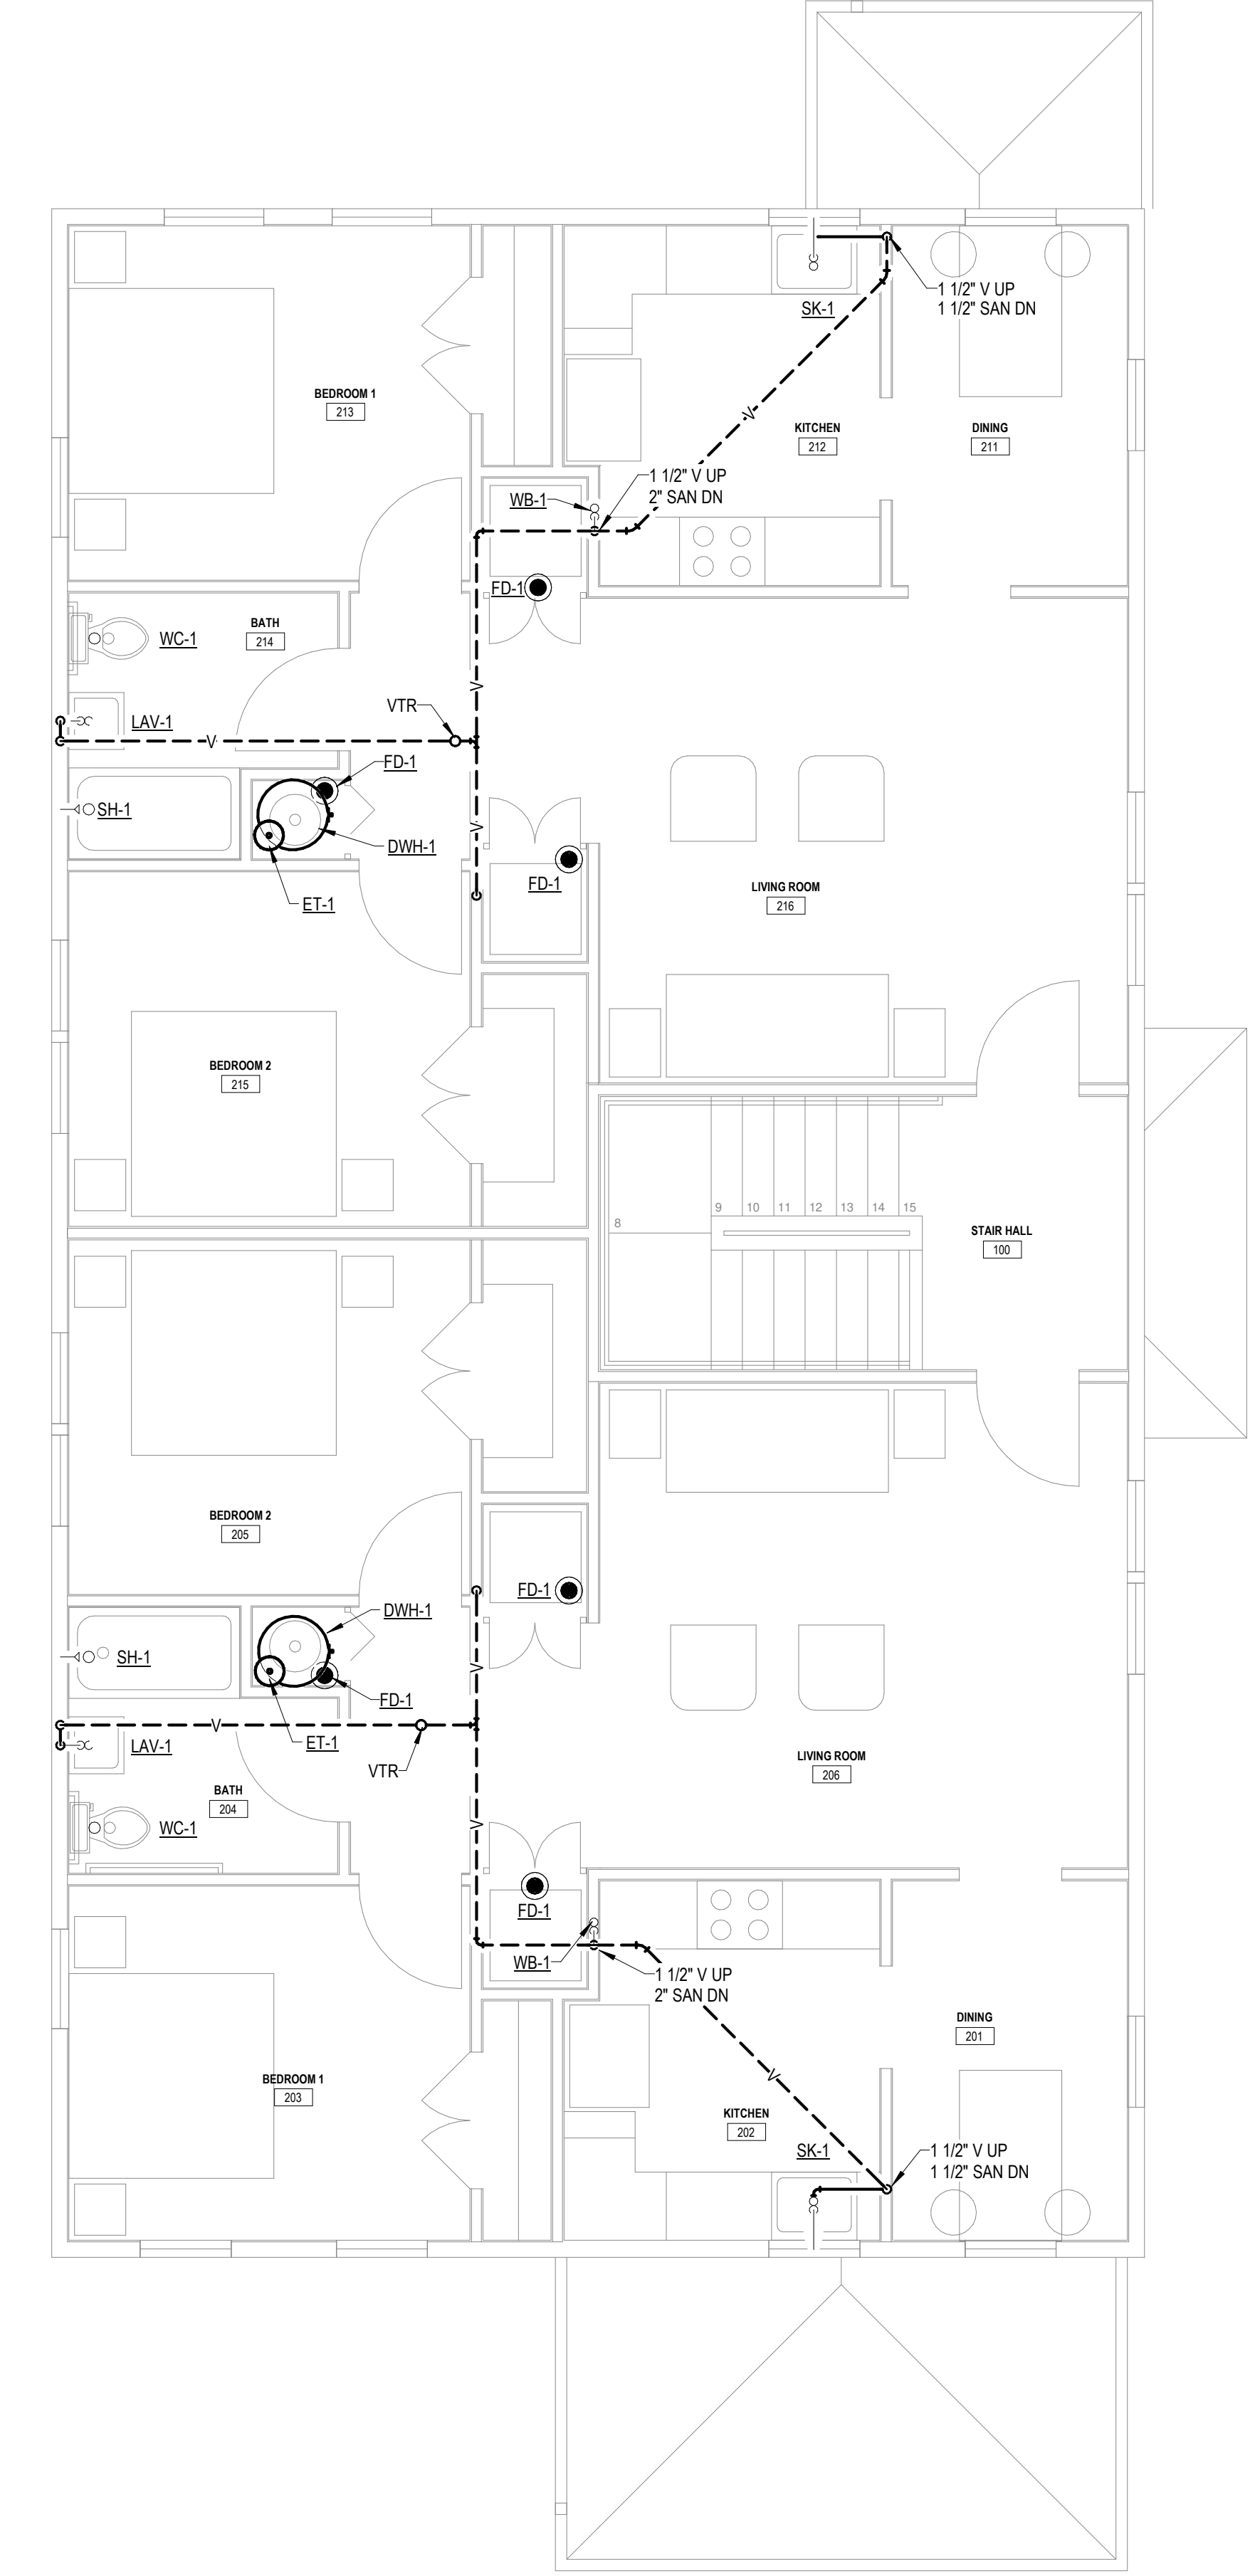 1 1/2" V UP
1 1/2" SAN DN
SK-1
BEDROOM 1
213
KITCHEN
212
DINING
211
V
1 1/2" V UP
2" SAN DN
WB-1
FD-1
BATH
214
WC-1
V
VTR
LAV-1
V
FD-1
SH-1
V
DWH-1
FD-1
LIVING ROOM
216
ET-1
BEDROOM 2
215
8
9
10
11
12
13
14
15
STAIR HALL
100
BEDROOM 2
205
FD-1
DWH-1
SH-1
V
FD-1
V
LAV-1
ET-1
VTR
LIVING ROOM
206
BATH
204
WC-1
V
FD-1
WB-1
1 1/2" V UP
2" SAN DN
DINING
201
V
BEDROOM 1
203
KITCHEN
202
SK-1
1 1/2" V UP
1 1/2" SAN DN